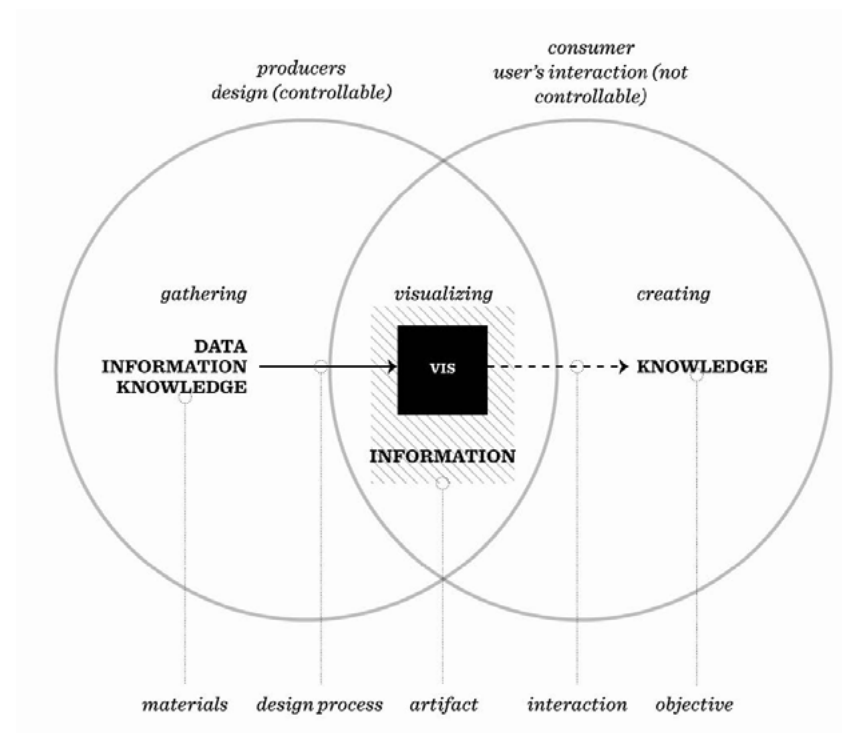 producers
design (controllable)
consumer
user's interaction (not
controllable)
gathering
visualizing
creating
DATA
INFORMATION
KNOWLEDGE
VIS
KNOWLEDGE
INFORMATION
materials
design process
artifact
interaction
objective